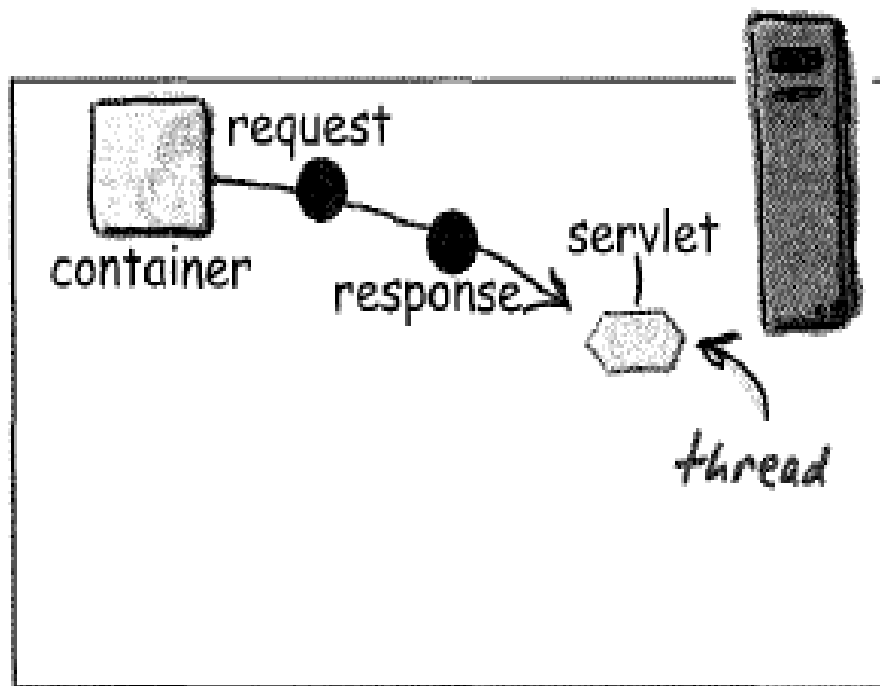 request
container
response
servlet
thread